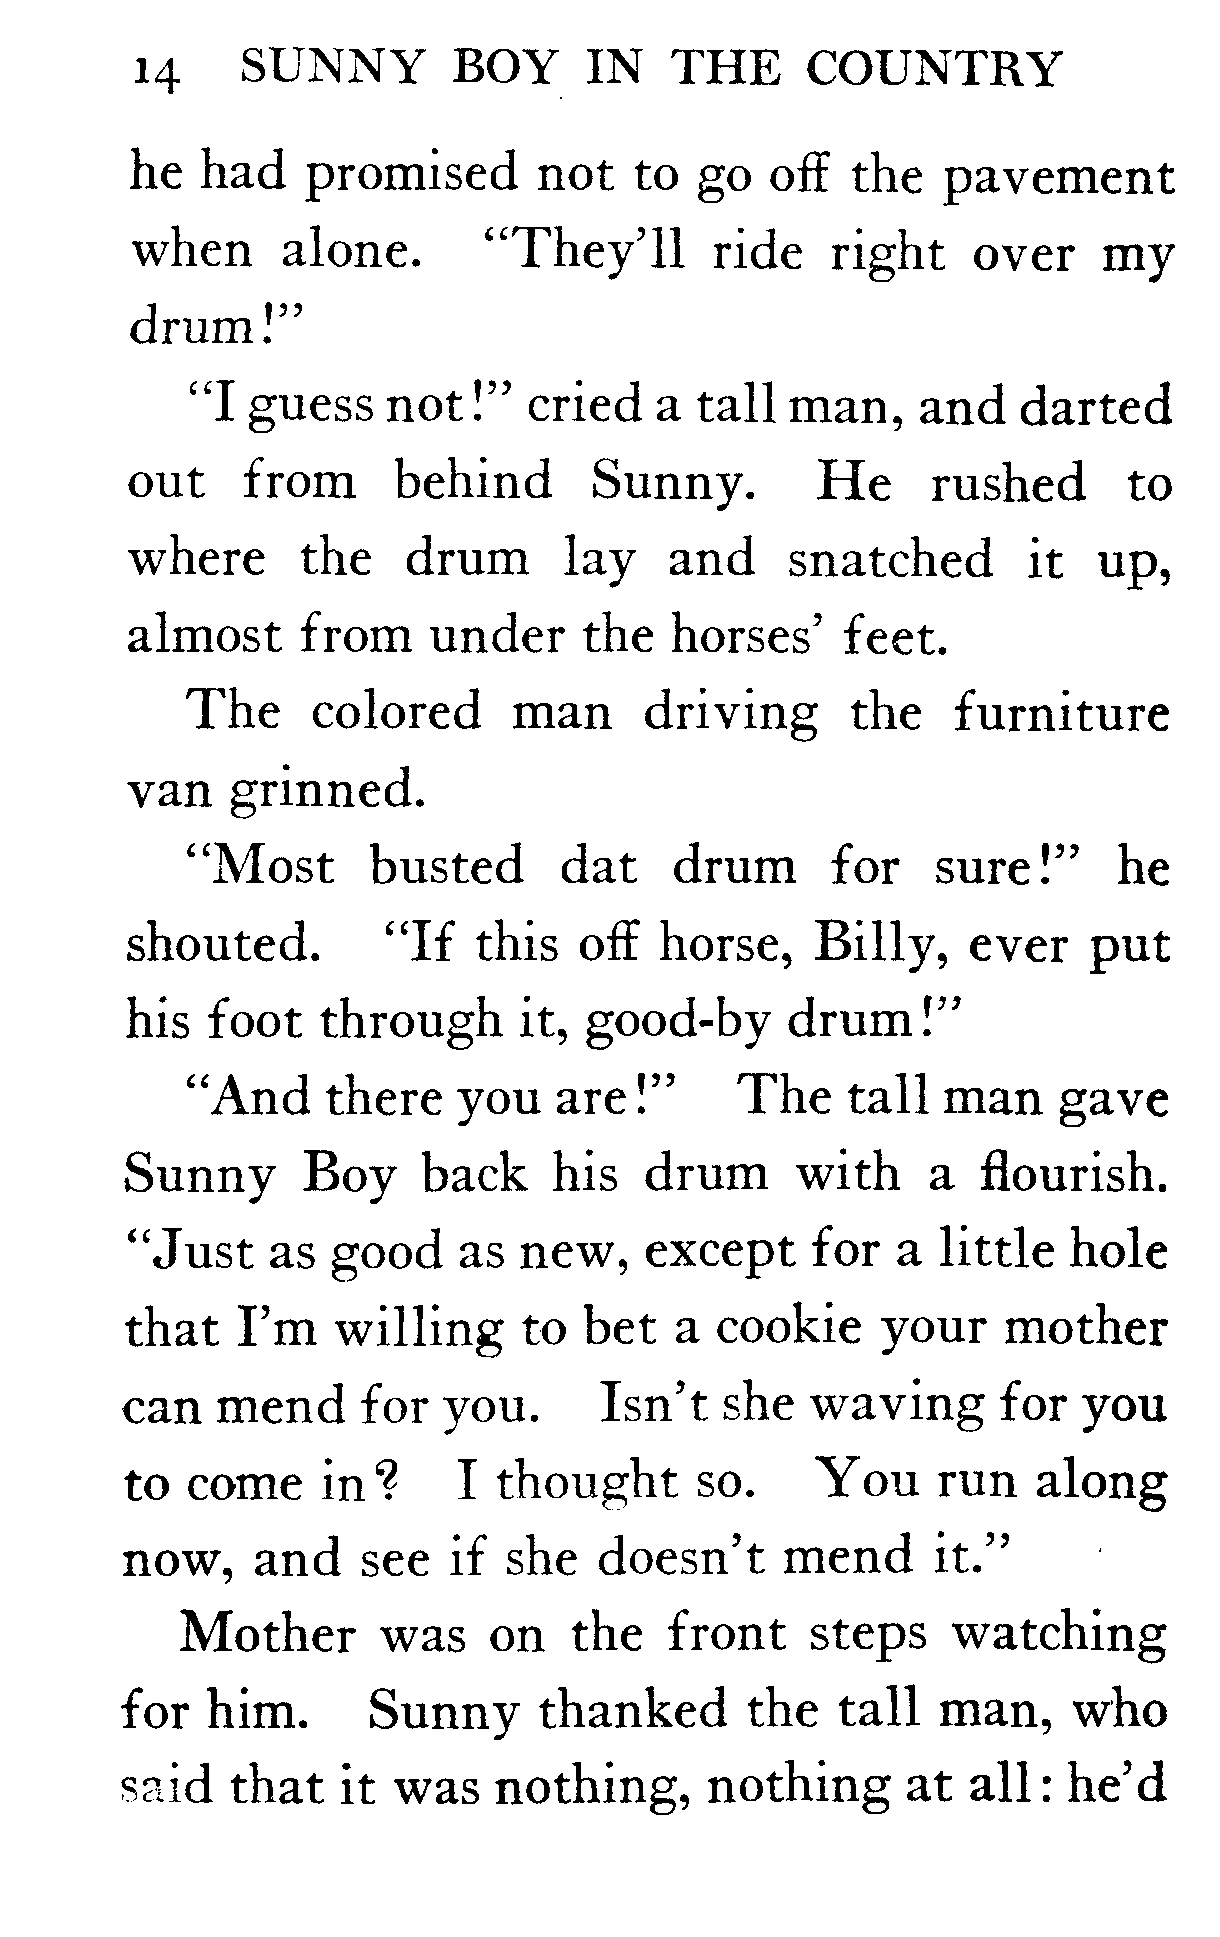 14 SUNNY BOY IN THE COUNTRY
he had promised not to go off the pavement
when alone. “They’ll ride right over my
drum!”
“I guess not!” cried a tall man, and darted
out from behind Sunny. He rushed to
where the drum lay and snatched it up,
almost from under the horses’ feet.
The colored man driving the furniture
van grinned.
“Most busted dat drum for sure!” he
shouted. “If this off horse, Billy, ever put
his foot through it, good-by drum!”
“And there you are!” The tall man gave
Sunny Boy back his drum with a flourish.
“Just as good as new, except for a little hole
that I’m willing to bet a cookie your mother
can mend for you. Isn’t she waving for you
to come in? I thought so. You run along
now, and see if she doesn’t mend it.”
Mother was on the front steps watching
for him. Sunny thanked the tall man, who
said that it was nothing, nothing at all: he’d